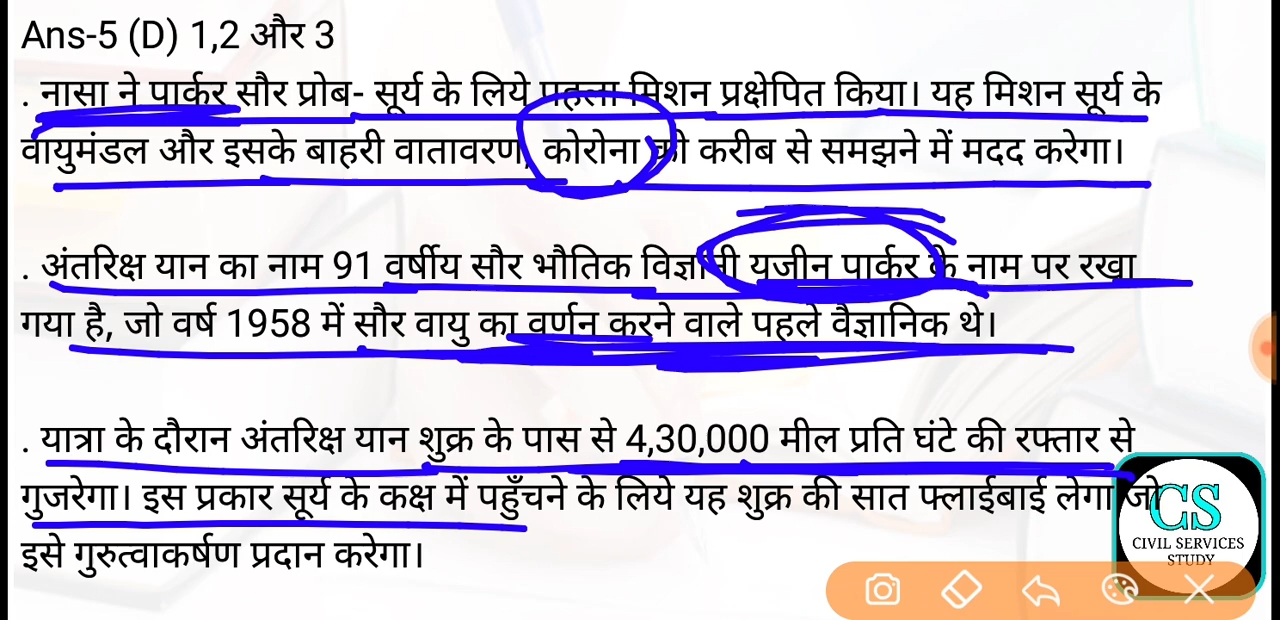 Ans-5 (D) 1,2 और 3
. नासा ने पार्कर सौर प्रोब- सूर्य के लिये पहला मिशन प्रक्षेपित किया। यह मिशन सूर्य के
वायुमंडल और इसके बाहरी वातावरण, कोरोना को करीब से समझने में मदद करेगा।
. अंतरिक्ष यान का नाम 91 वर्षीय सौर भौतिक विज्ञानी यूजीन पार्कर के नाम पर रखा
गया है, जो वर्ष 1958 में सौर वायु का वर्णन करने वाले पहले वैज्ञानिक थे।
. यात्रा के दौरान अंतरिक्ष यान शुक्र के पास से 4,30,000 मील प्रति घंटे की रफ्तार से
गुजरेगा। इस प्रकार सूर्य के कक्ष में पहुँचने के लिये यह शुक्र की सात फ्लाईबाई लेगा जो
इसे गुरुत्वाकर्षण प्रदान करेगा।
CS
CIVIL SERVICES
STUDY